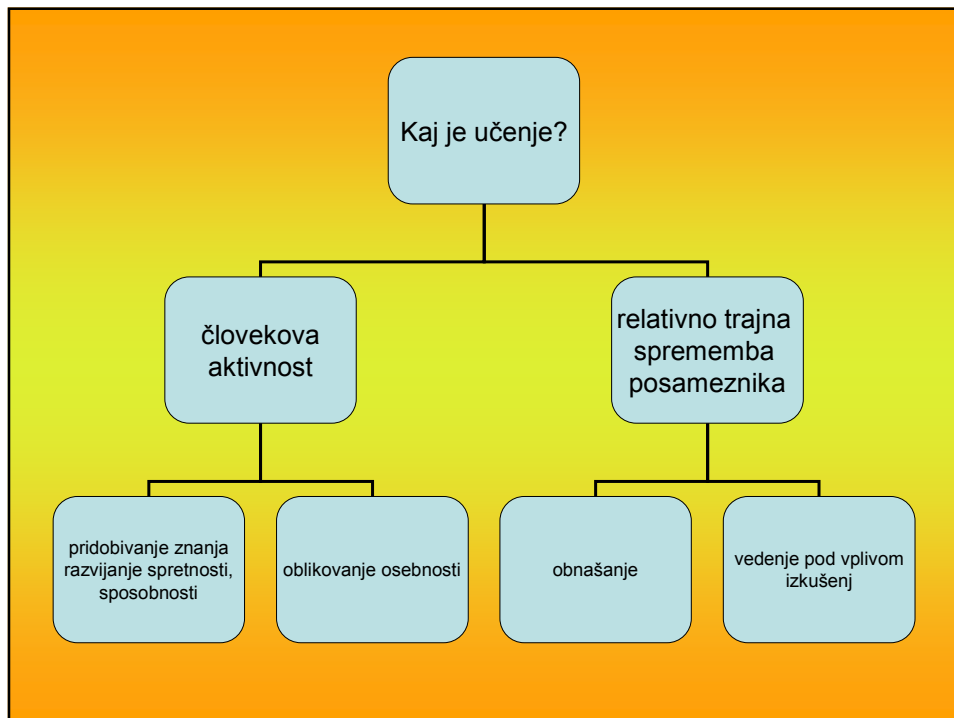 Kaj je učenje?
človekova
aktivnost
relativno trajna
sprememba
posameznika
pridobivanje znanja
razvijanje spretnosti,
sposobnosti
oblikovanje osebnosti
obnašanje
vedenje pod vplivom
izkušenj